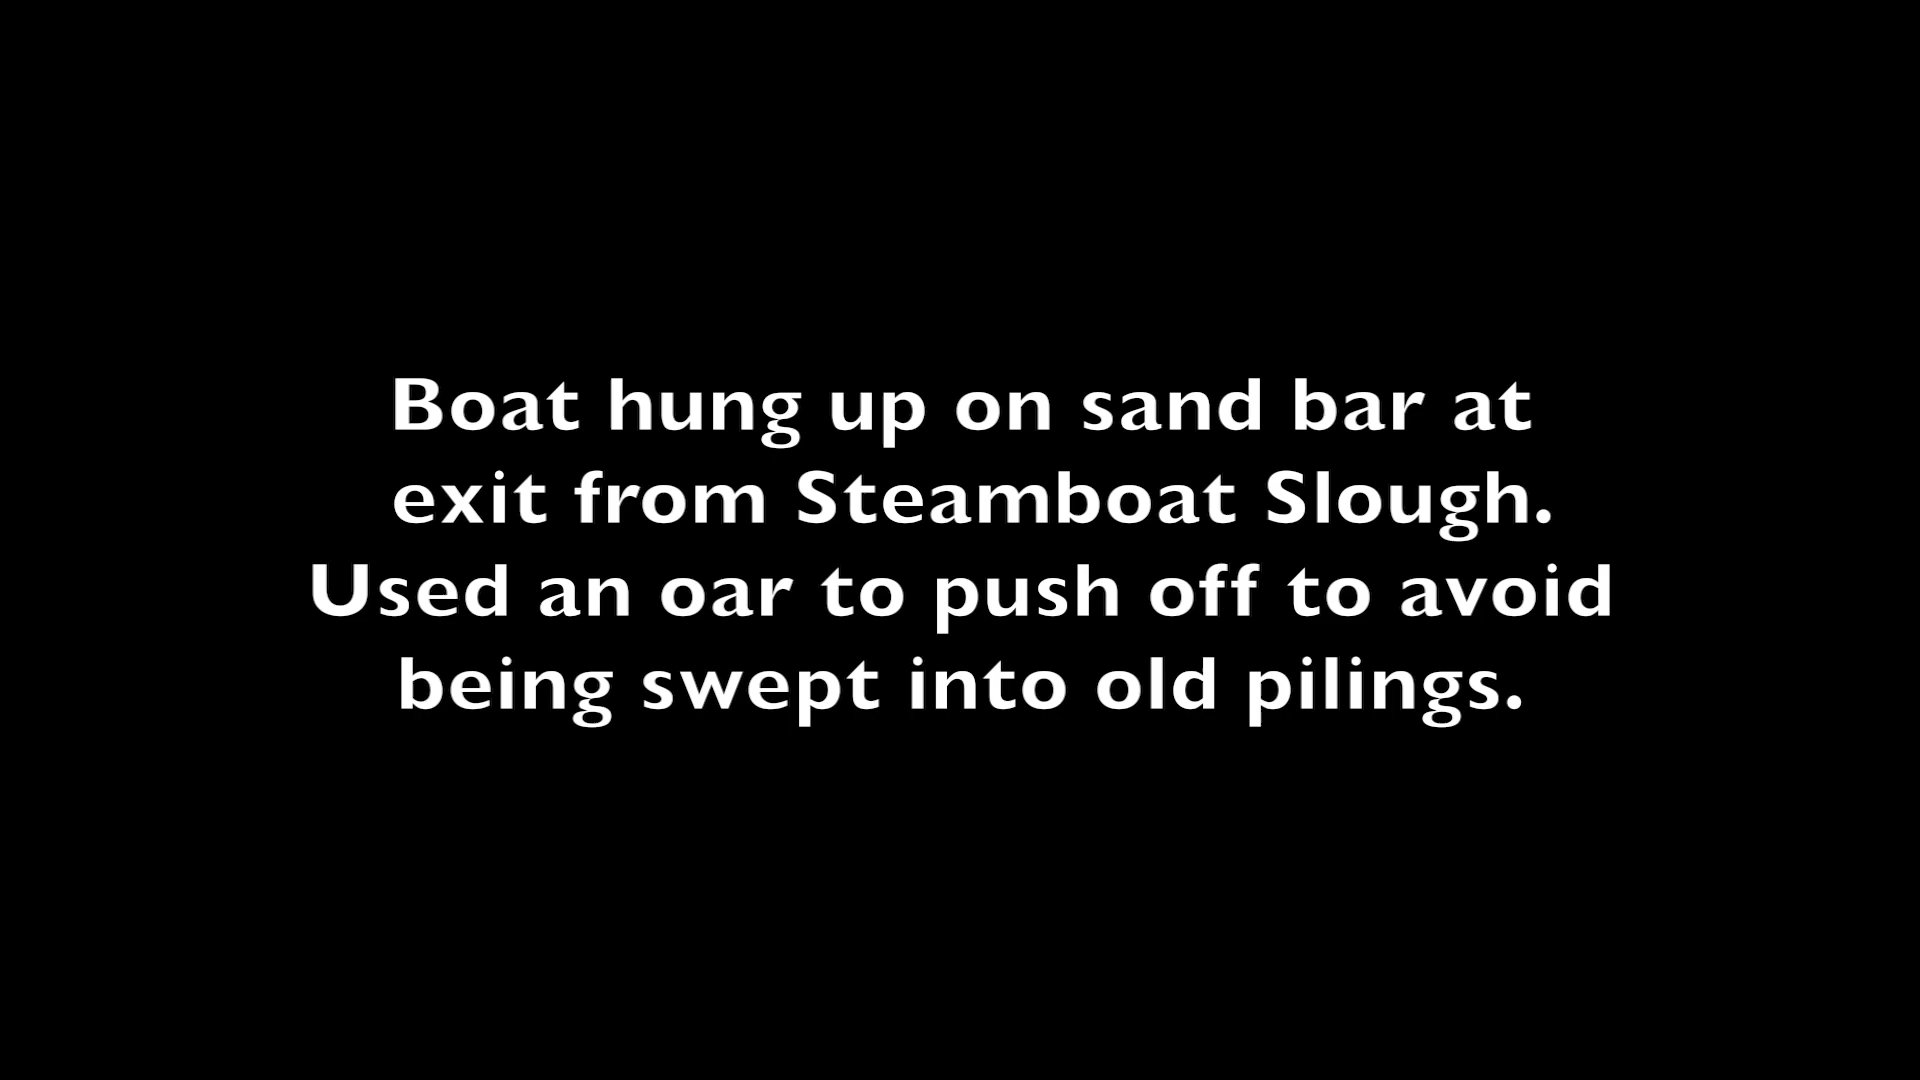 Boat hung up on sand bar at
exit from Steamboat Slough.
Used an oar to push off to avoid
being swept into old pilings.